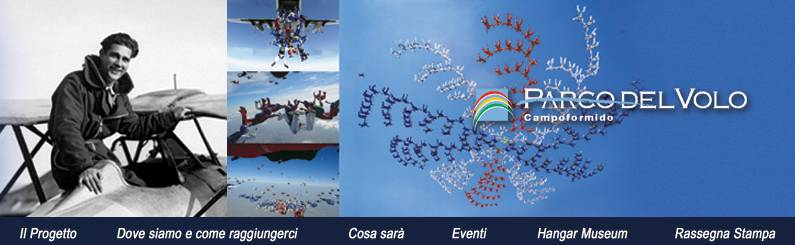 PARCO DEL VOLO
Campoformido
Il Progetto Dove siamo e come raggiungerci Cosa sarà Eventi Hangar Museum Rassegna Stampa